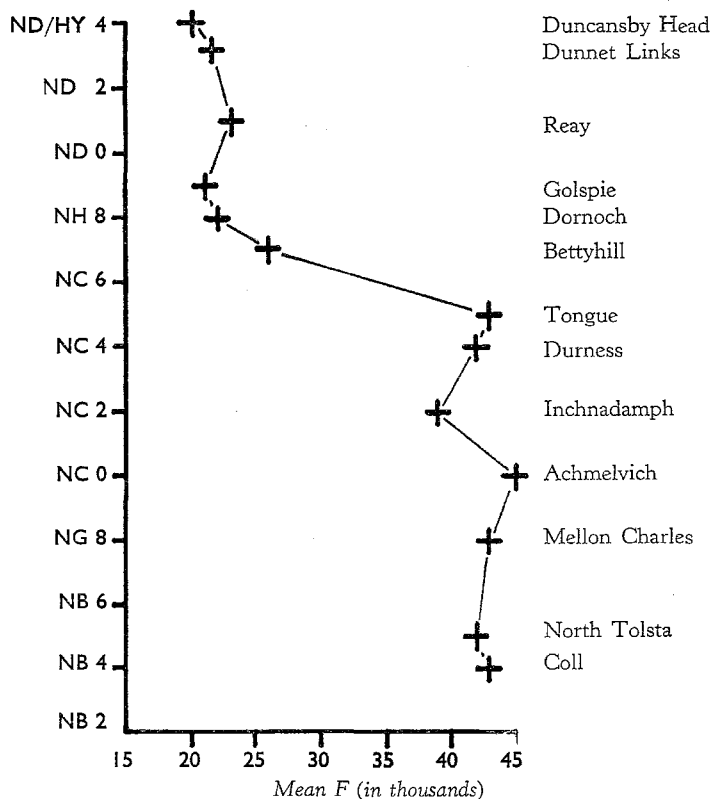 ND/HY 4 Duncansby Head
Dunnet Links
ND 2
Reay
ND 0
Golspie
NH 8 Dornoch
Bettyhill
NC 6
Tongue
NC 4 Durness
NC 2 Inchnadamph
NC 0 Achmelvich
NG 8 Mellon Charles
NB 6
North Tolsta
NB 4 Coll
NB 2
15 20 25 30 35 40 45
Mean F (in thousands)